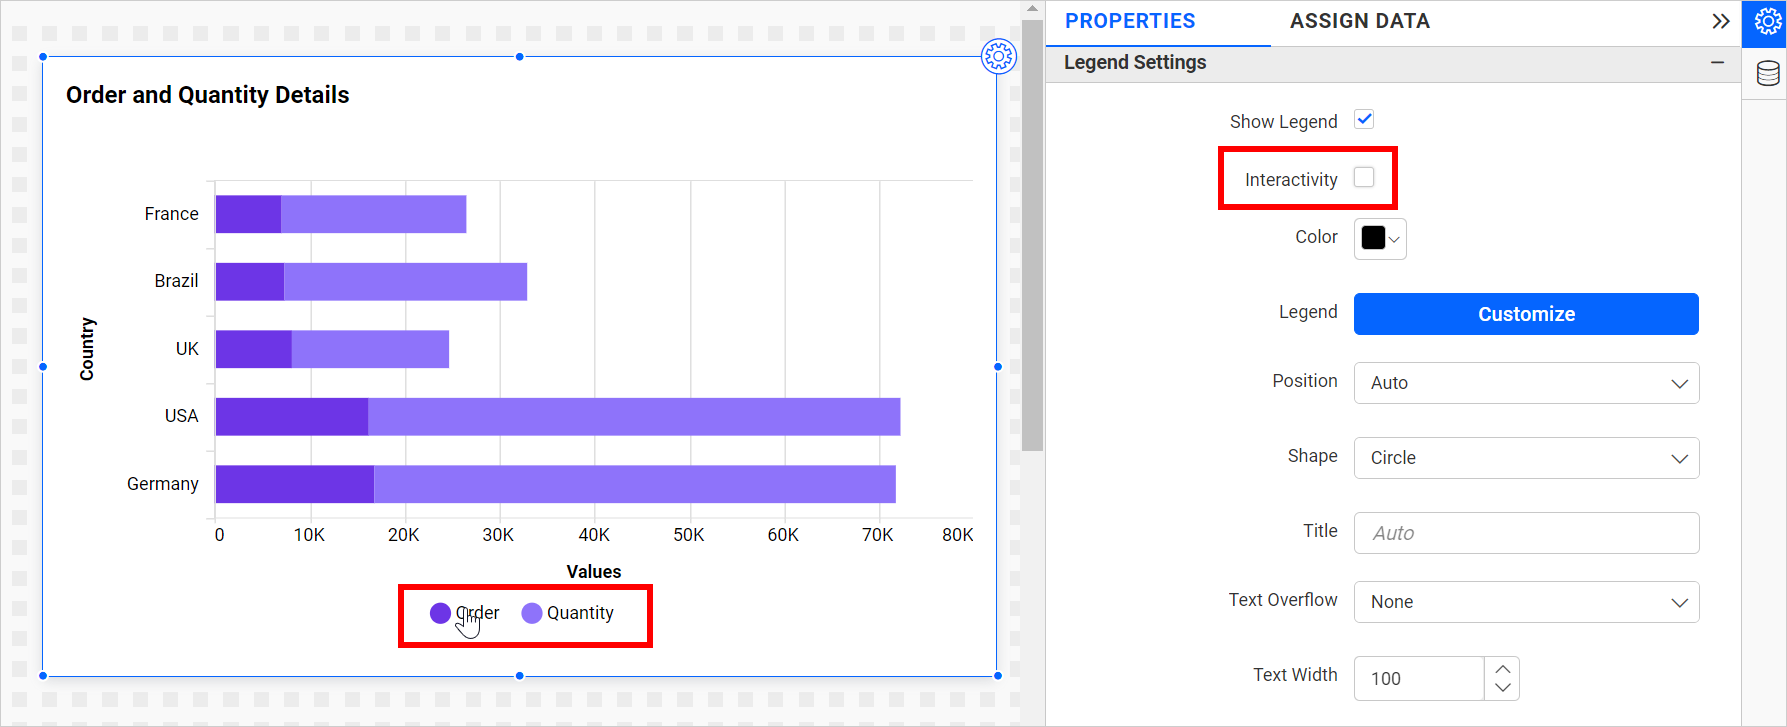 Order and Quantity Details
Country
France
Brazil
UK
USA
Germany
0 10K 20K 30K 40K 50K 60K 70K 80K
Values
Order Quantity
PROPERTIES ASSIGN DATA
Legend Settings
Show Legend
Interactivity
Color
Legend Customize
Position Auto
Shape Circle
Title Auto
Text Overflow None
Text Width 100